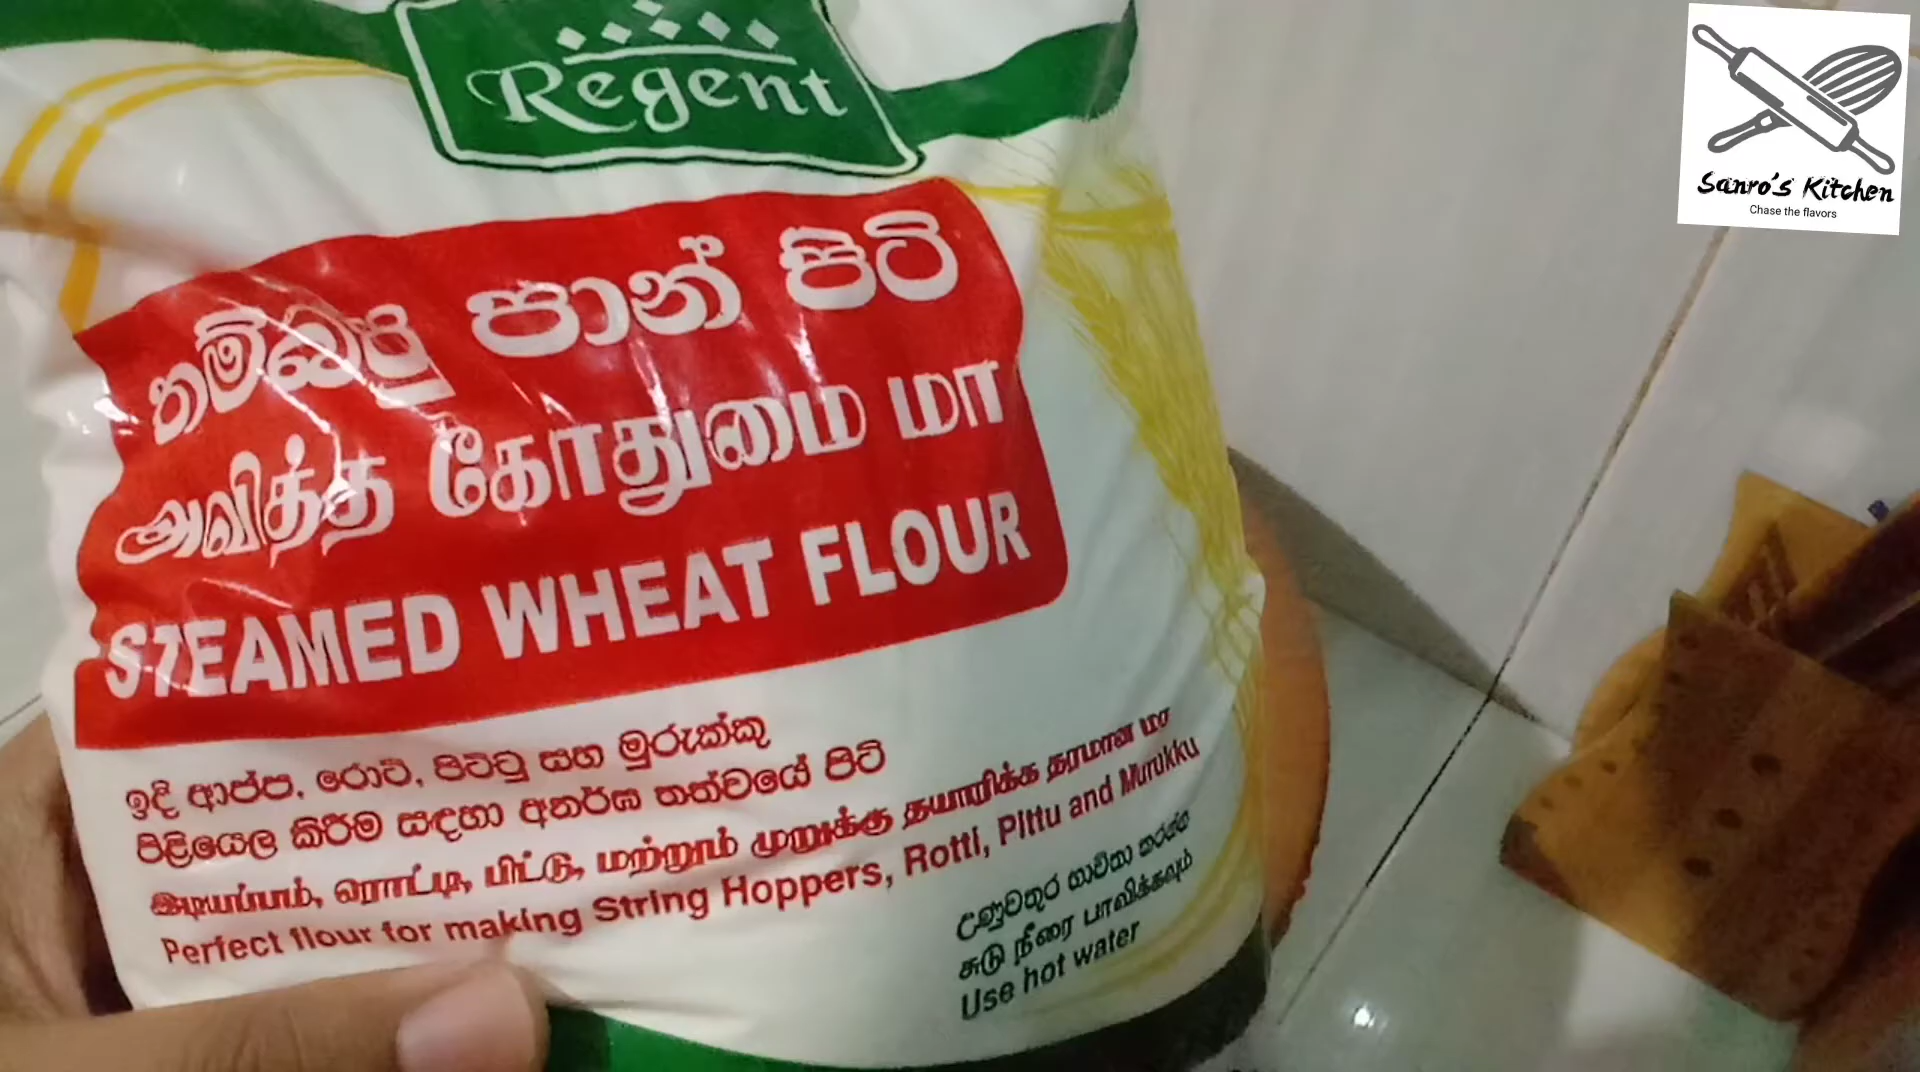 Regent
තම්බපු පාන් පිටි
அவித்த கோதுமை மா
STEAMED WHEAT FLOUR
ඉදි ආප්ප, රොටි, පිට්ටු සහ මුරුක්කු
පිළියෙල කිරීම සඳහා අනර්ඝ තත්වයේ පිටි
இடியப்பம், ரொட்டி, பிட்டு, மற்றும் முறுக்கு தயாரிக்க தரமான மா
Perfect flour for making String Hoppers, Rotti, Pittu and Murukku
උණුවතුර භාවිතා කරන්න
சுடு நீரை பாவிக்கவும்
Use hot water
Sanro's Kitchen
Chase the flavors